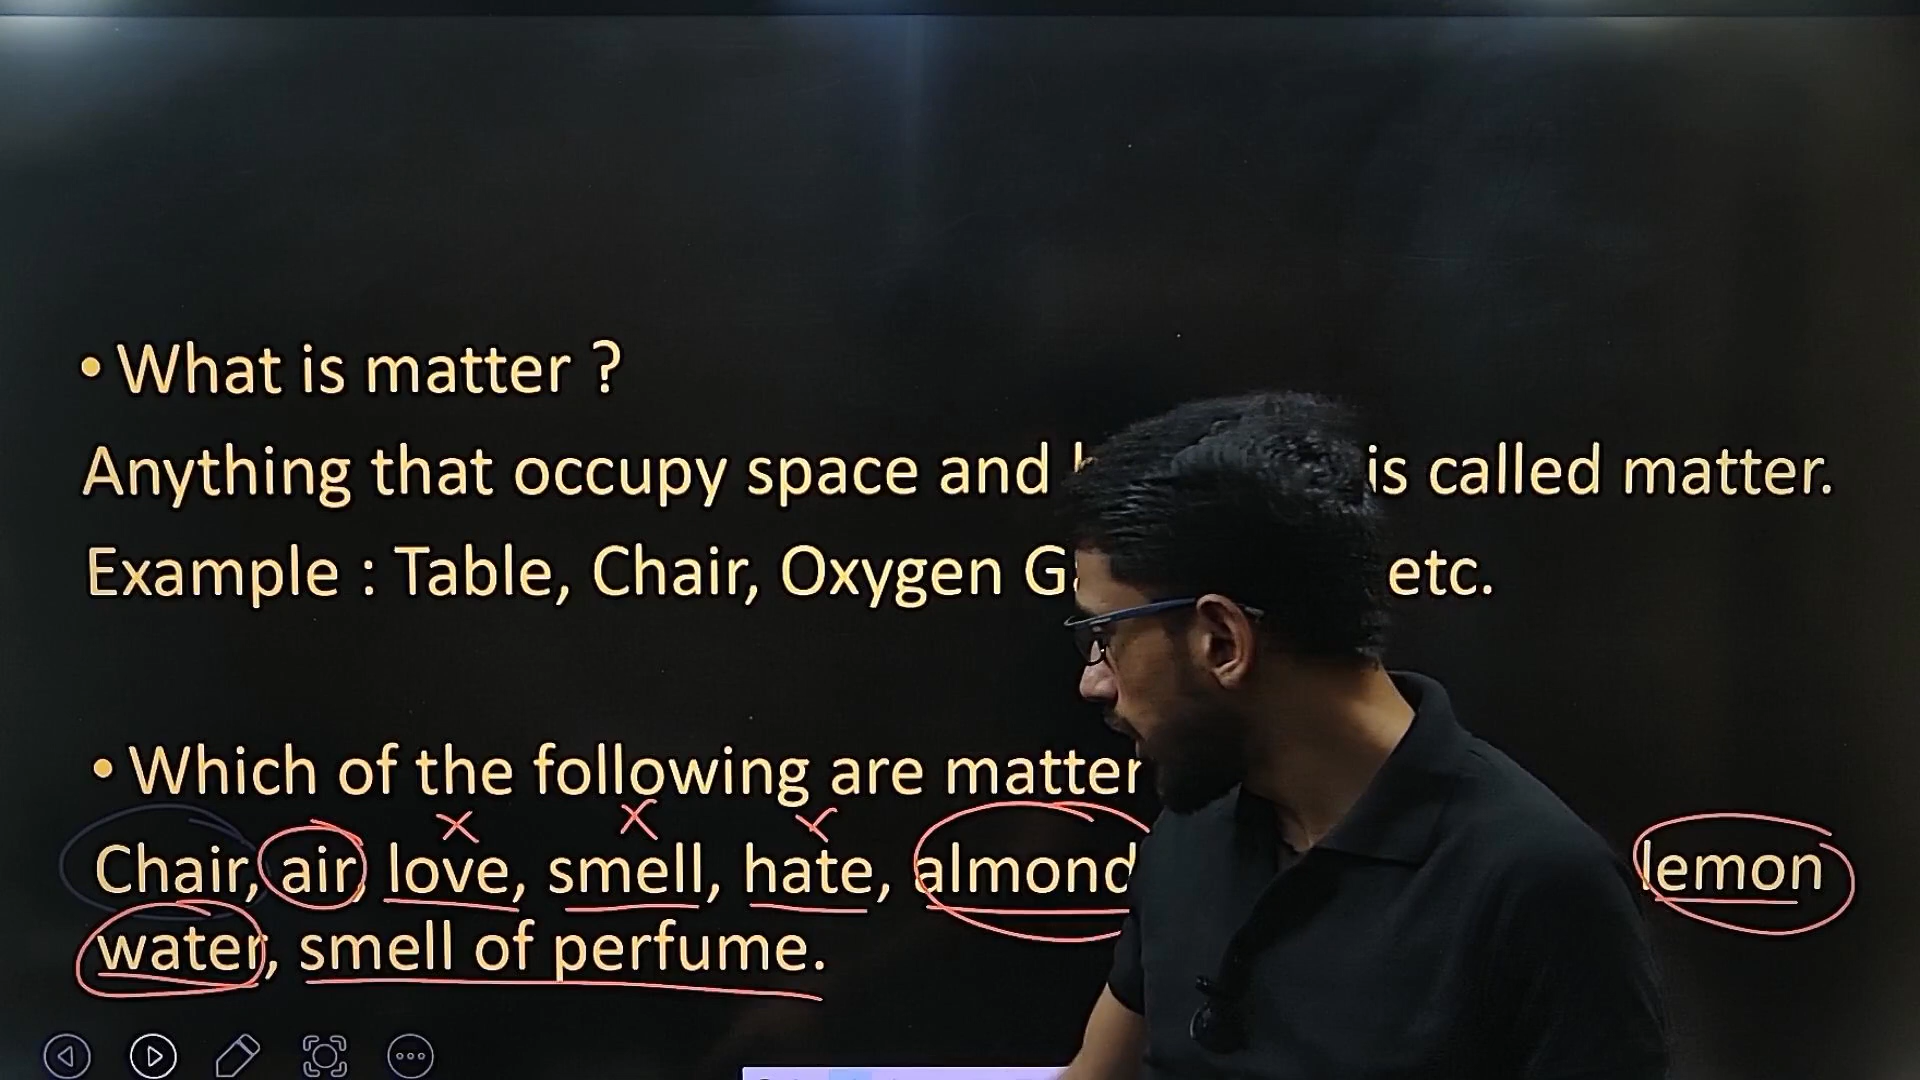 • What is matter ?
Anything that occupy space and is called matter.
Example : Table, Chair, Oxygen etc.
• Which of the following are matter
Chair, air, love, smell, hate, almond lemon
water, smell of perfume.